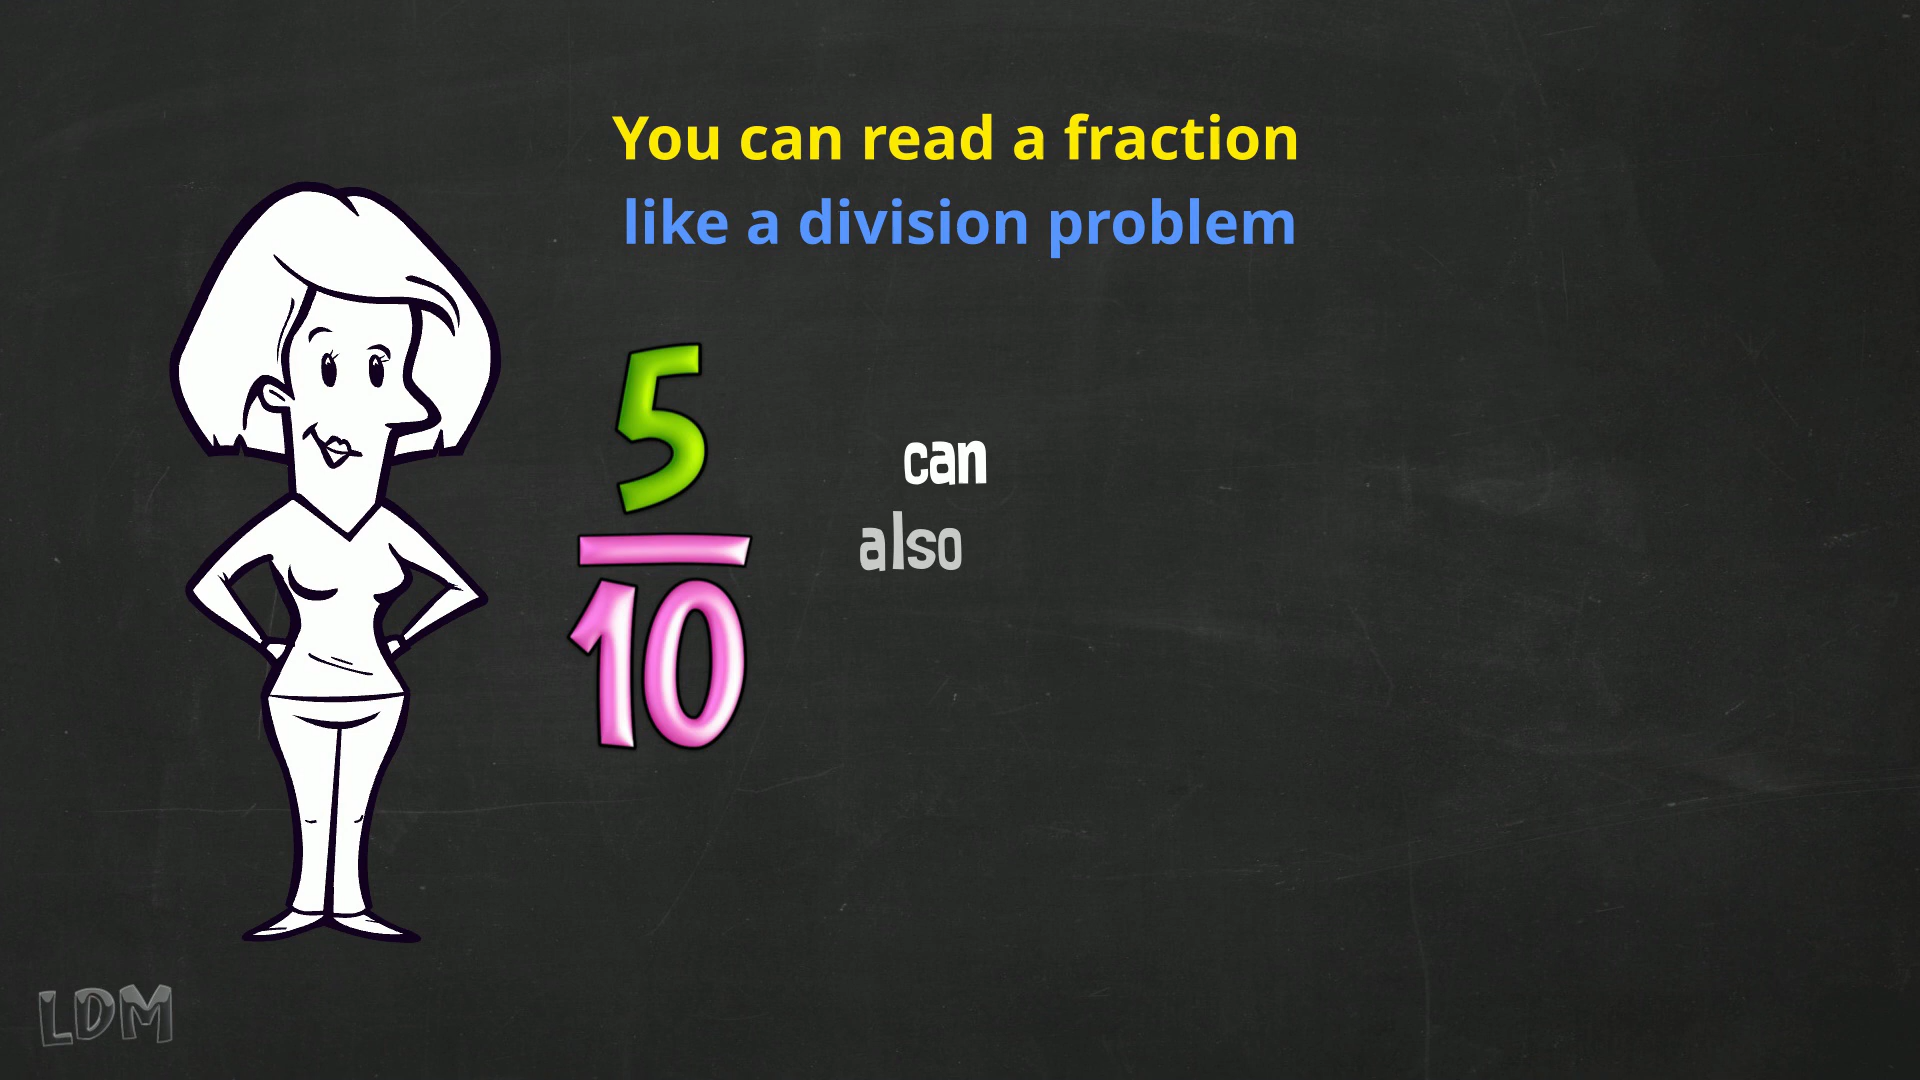 You can read a fraction
like a division problem
5
10
can
also
LDM